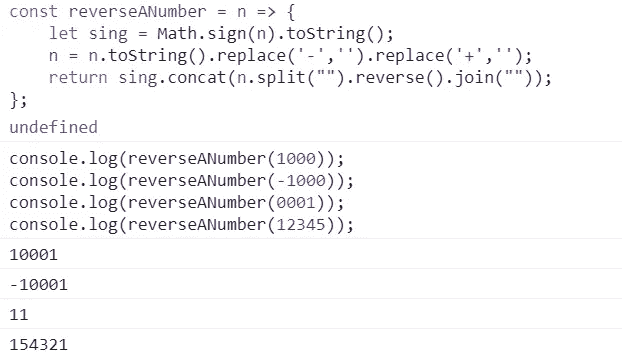 const reverseANumber = n => {
    let sing = Math.sign(n).toString();
    n = n.toString().replace('-','').replace('+','');
    return sing.concat(n.split("").reverse().join(""));
};
undefined
console.log(reverseANumber(1000));
console.log(reverseANumber(-1000));
console.log(reverseANumber(0001));
console.log(reverseANumber(12345));
10001
-10001
11
154321